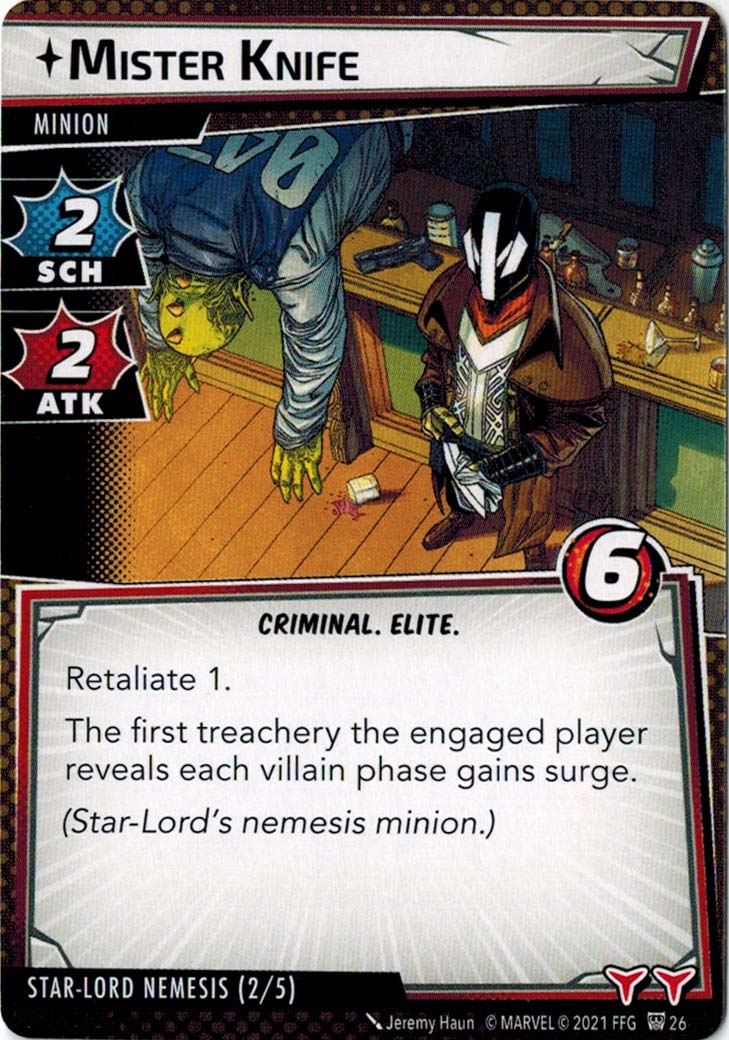 Mister Knife
MINION
2
SCH
2
ATK
6
CRIMINAL. ELITE.
Retaliate 1.
The first treachery the engaged player
reveals each villain phase gains surge.
(Star-Lord's nemesis minion.)
STAR-LORD NEMESIS (2/5)
Jeremy Haun © MARVEL © 2021 FFG 26